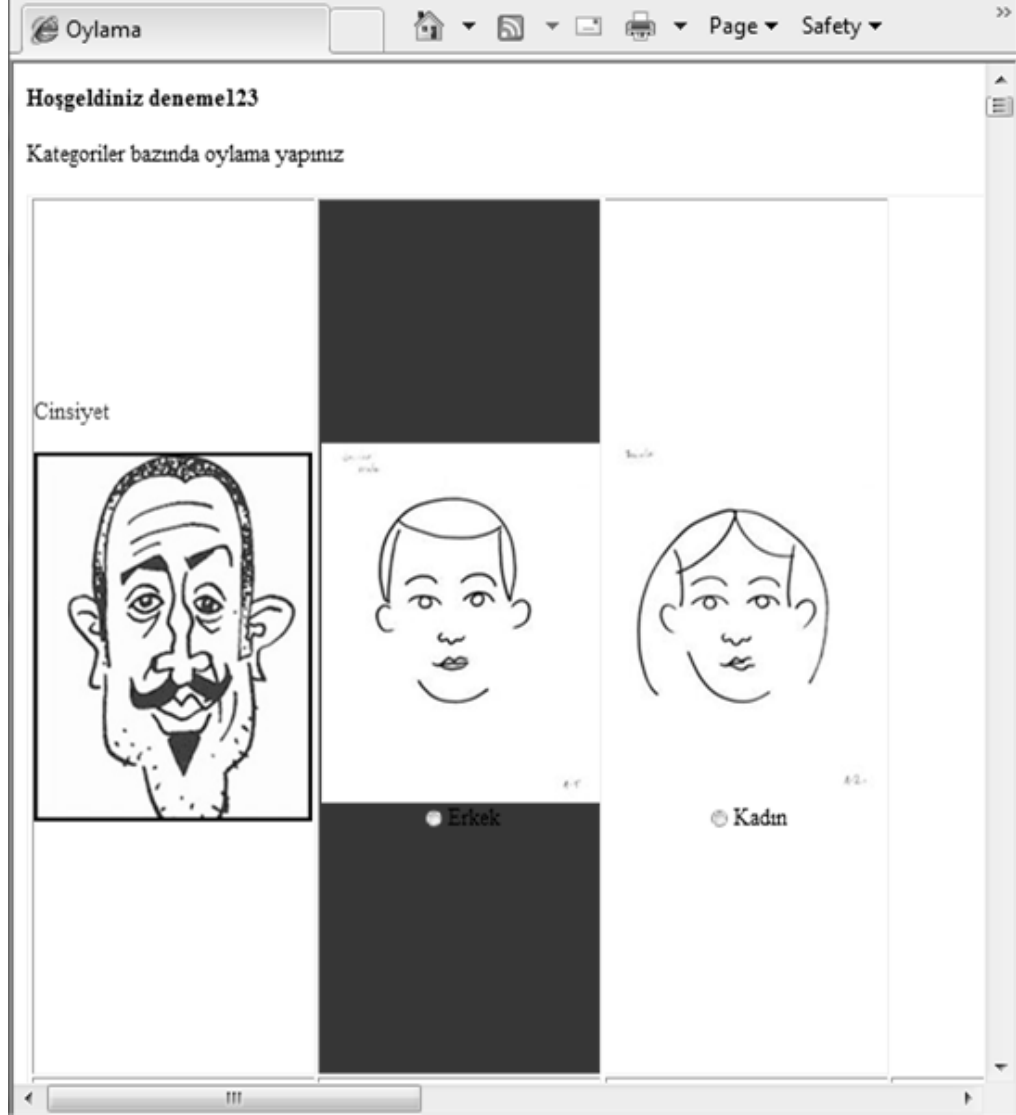 Oylama
Page
Safety
Hoşgeldiniz deneme123
Kategoriler bazında oylama yapınız
Cinsiyet
Erkek
Kadın